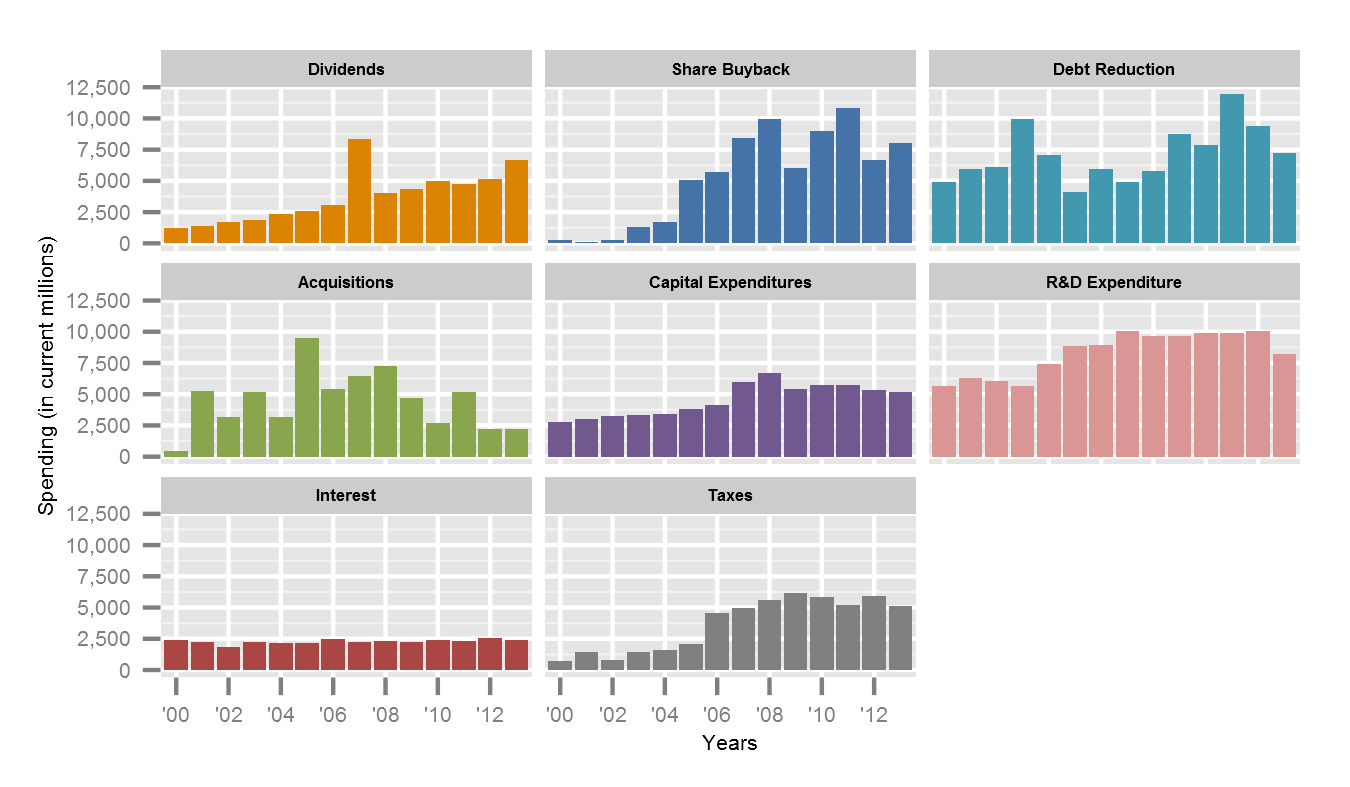 Dividends
Share Buyback
Debt Reduction
12,500
10,000
7,500
5,000
2,500
0
Acquisitions
Capital Expenditures
R&D Expenditure
12,500
10,000
7,500
5,000
2,500
0
Spending (in current millions)
Interest
Taxes
12,500
10,000
7,500
5,000
2,500
0
'00 '02 '04 '06 '08 '10 '12
'00 '02 '04 '06 '08 '10 '12
Years